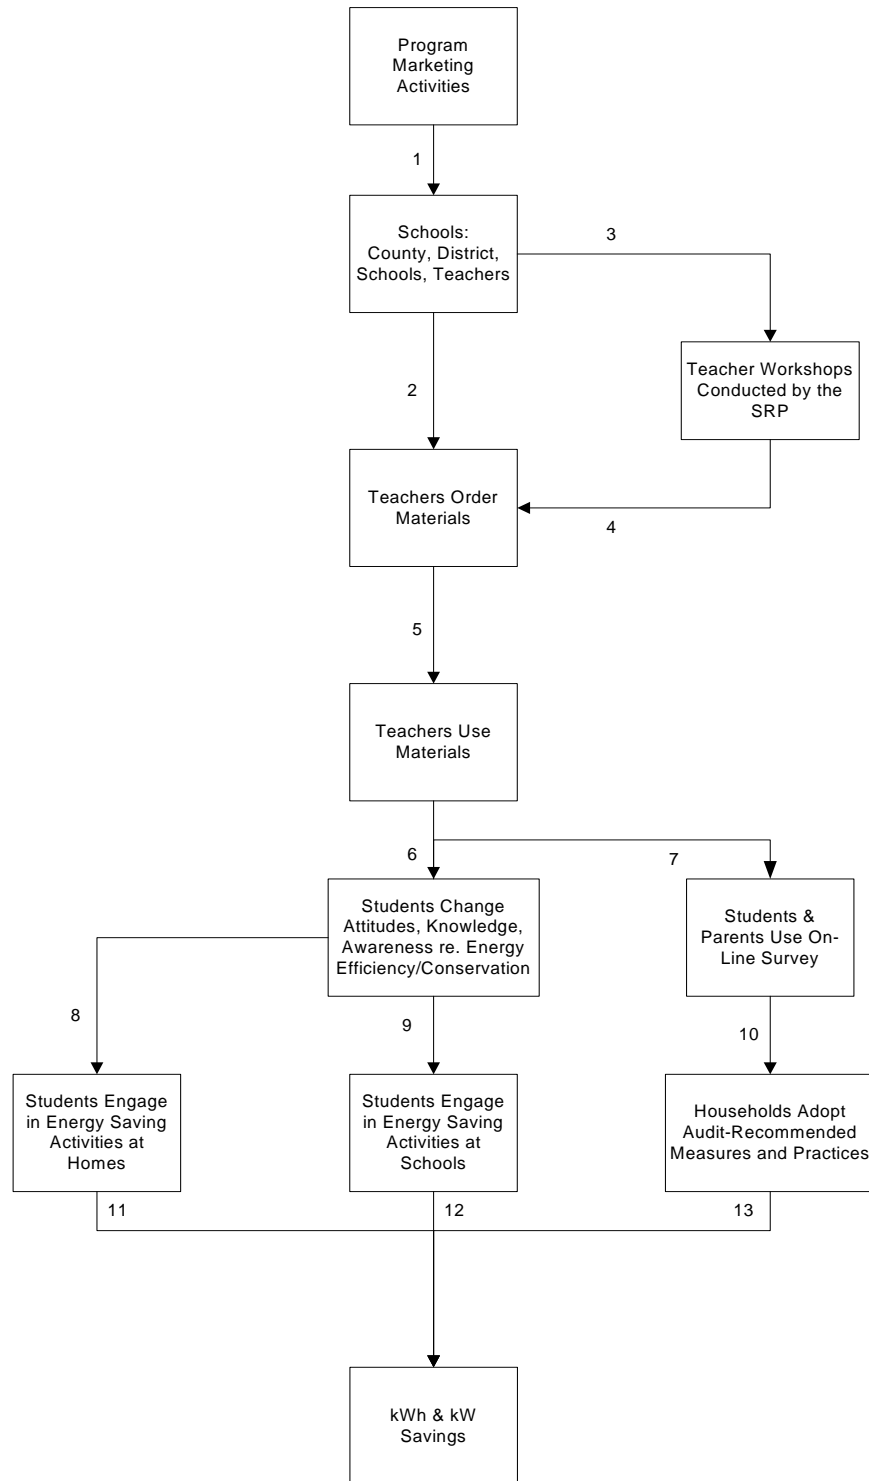 Program
Marketing
Activities
1
Schools:
County, District,
Schools, Teachers
3
2
Teacher Workshops
Conducted by the
SRP
Teachers Order
Materials
4
5
Teachers Use
Materials
6
7
Students Change
Attitudes, Knowledge,
Awareness re. Energy
Efficiency/Conservation
Students &
Parents Use On-
Line Survey
8
9
10
Students Engage
in Energy Saving
Activities at
Homes
Students Engage
in Energy Saving
Activities at
Schools
Households Adopt
Audit-Recommended
Measures and Practices
11
12
13
kWh & kW
Savings